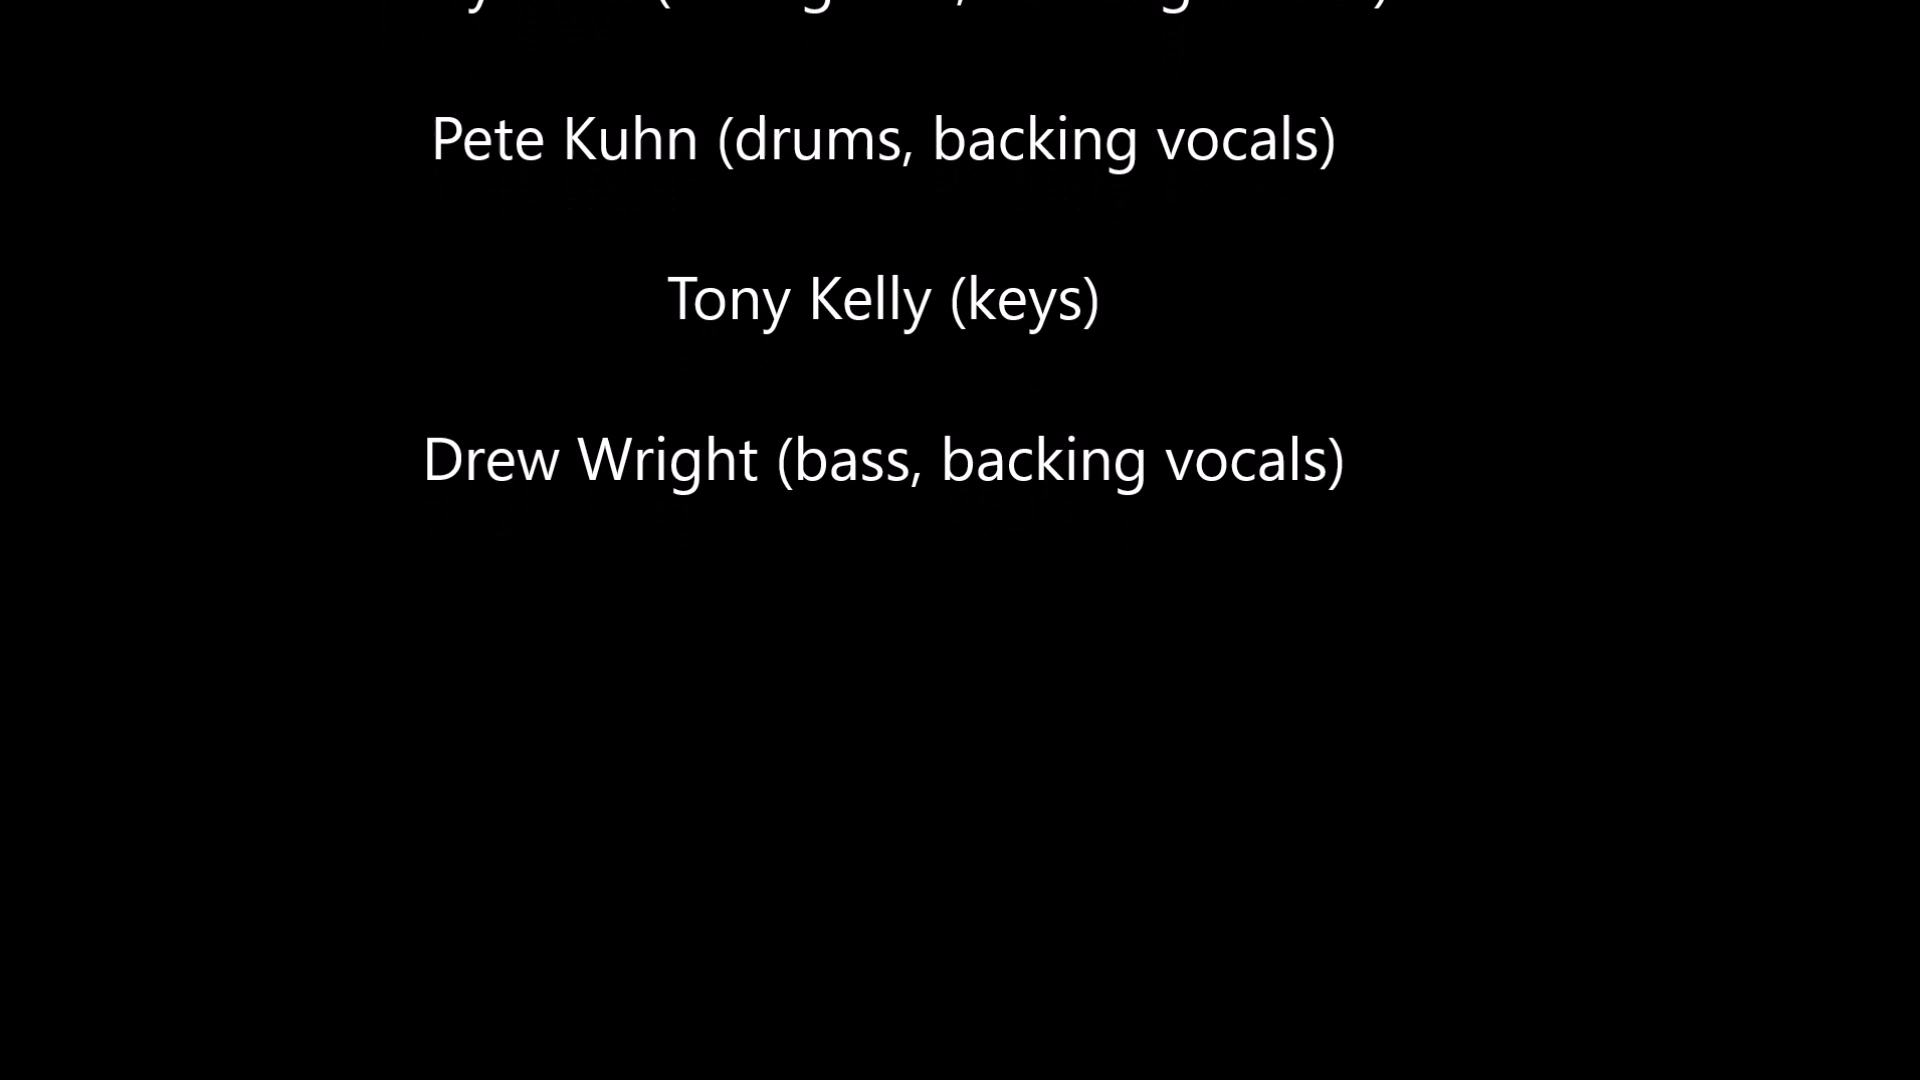 Pete Kuhn (drums, backing vocals)
Tony Kelly (keys)
Drew Wright (bass, backing vocals)